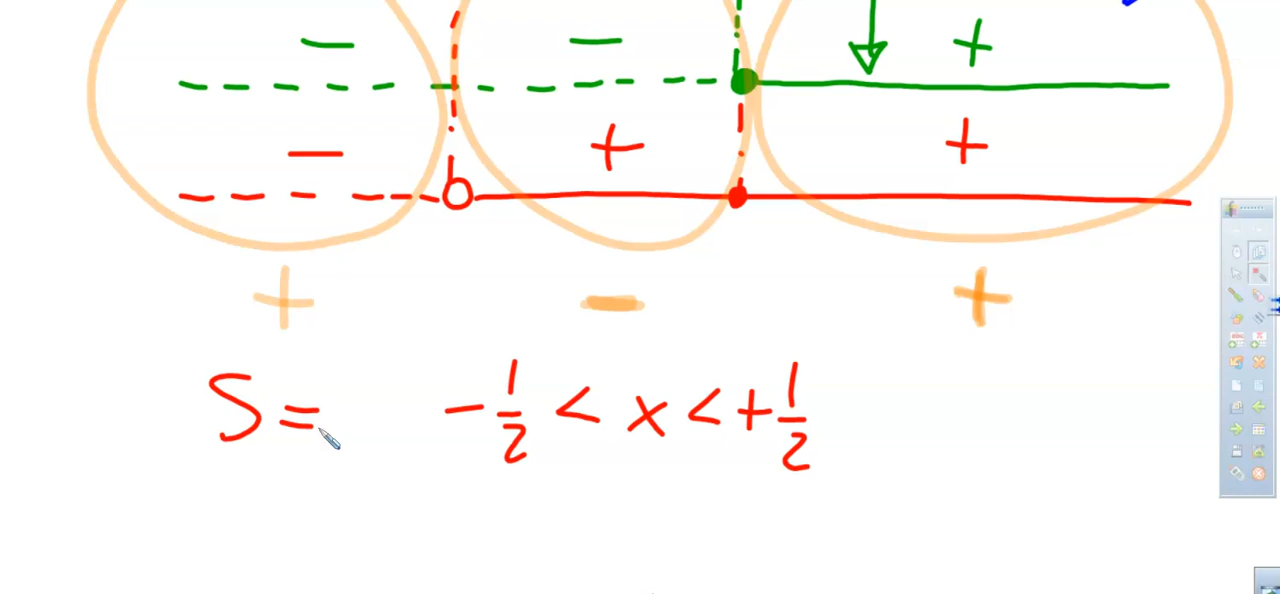 − − +
− + +
+ − +
S = -1/2 < x < +1/2